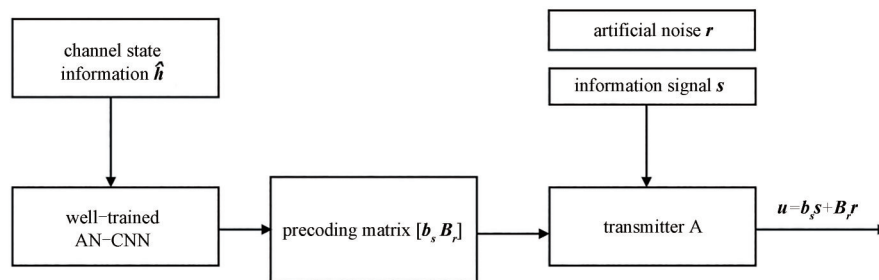 channel state
information ĥ
artificial noise r
information signal s
well-trained
AN-CNN
precoding matrix [b_s B_r]
transmitter A
u=b_s s+B_r r